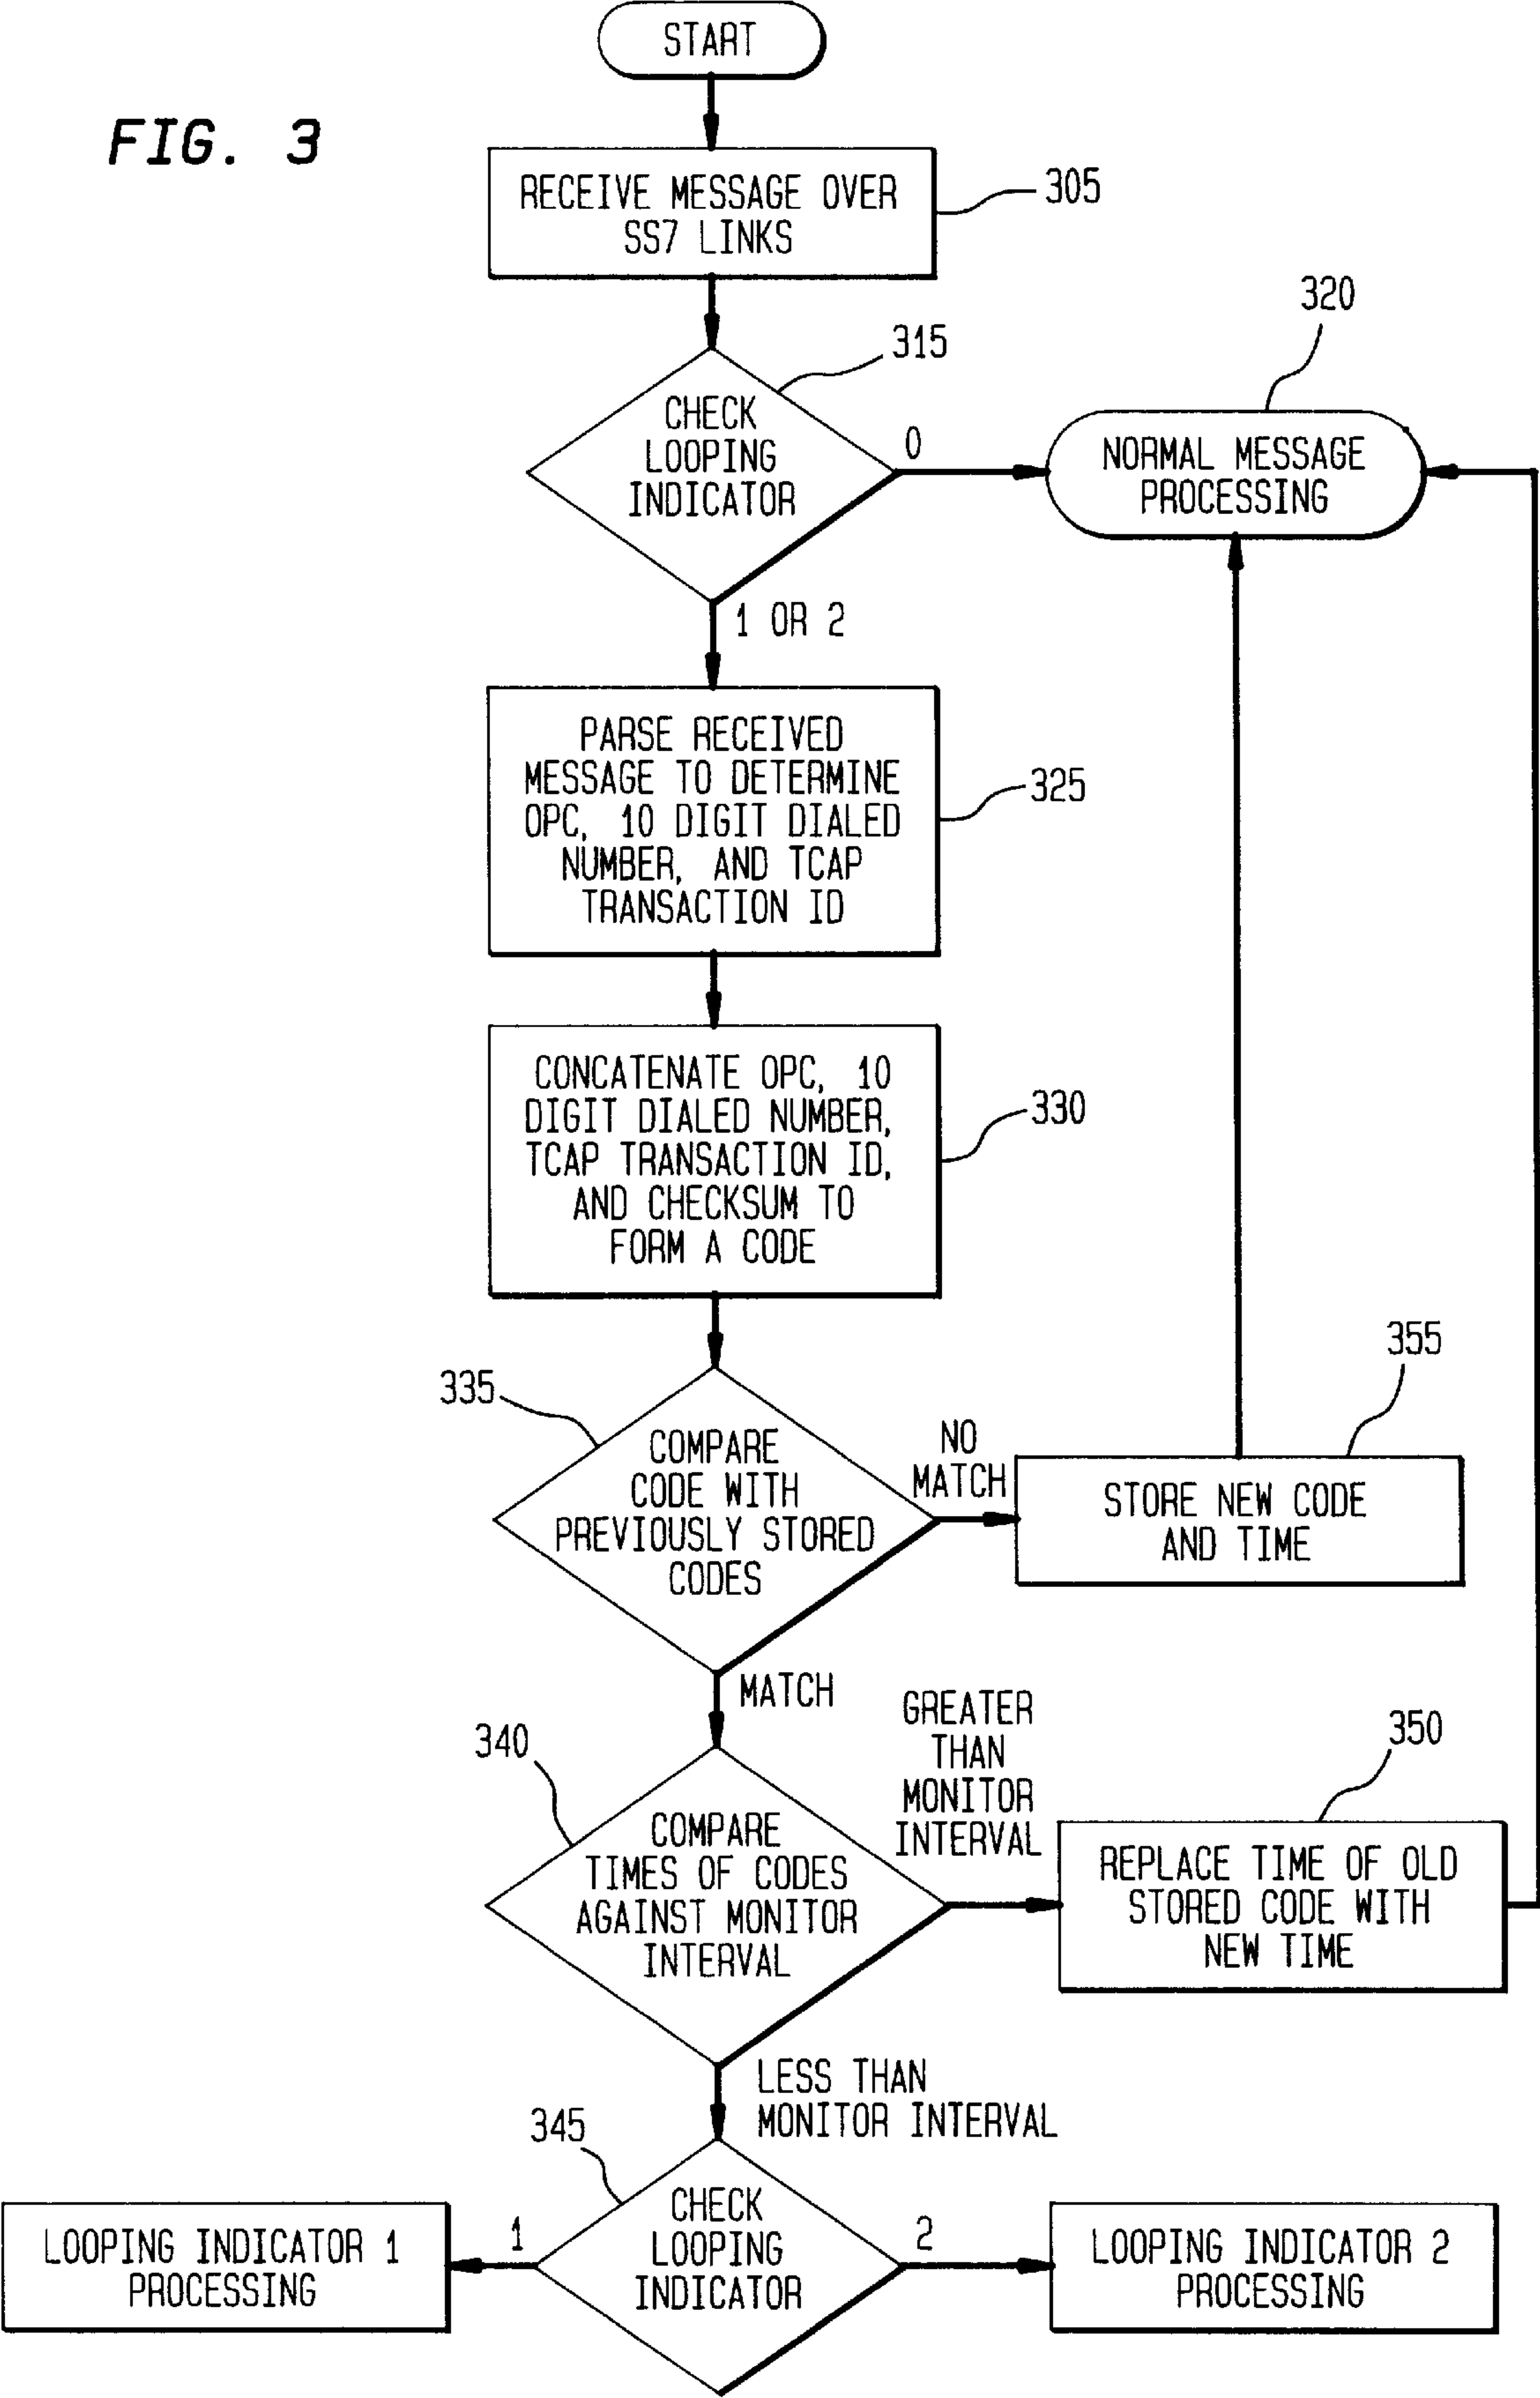 START
FIG. 3
RECEIVE MESSAGE OVER
SS7 LINKS
305
320
315
CHECK
LOOPING
INDICATOR
0
NORMAL MESSAGE
PROCESSING
1 OR 2
PARSE RECEIVED
MESSAGE TO DETERMINE
OPC, 10 DIGIT DIALED
NUMBER, AND TCAP
TRANSACTION ID
325
CONCATENATE OPC, 10
DIGIT DIALED NUMBER,
TCAP TRANSACTION ID,
AND CHECKSUM TO
FORM A CODE
330
335
COMPARE
CODE WITH
PREVIOUSLY STORED
CODES
NO
MATCH
355
STORE NEW CODE
AND TIME
MATCH
340
COMPARE
TIMES OF CODES
AGAINST MONITOR
INTERVAL
GREATER
THAN
MONITOR
INTERVAL
350
REPLACE TIME OF OLD
STORED CODE WITH
NEW TIME
LESS THAN
MONITOR INTERVAL
345
CHECK
LOOPING
INDICATOR
1
LOOPING INDICATOR 1
PROCESSING
2
LOOPING INDICATOR 2
PROCESSING